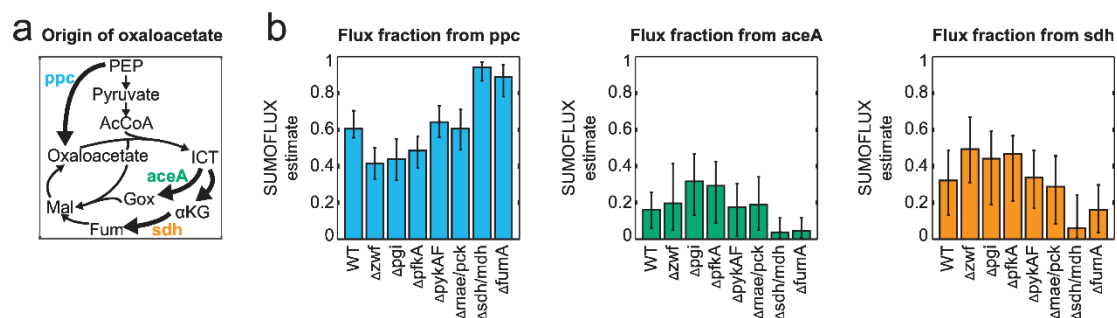 a
Origin of oxaloacetate
ppc
PEP
Pyruvate
AcCoA
Oxaloacetate
ICT
aceA
Gox
Mal
αKG
Fum
sdh
b
Flux fraction from ppc
SUMOFLUX
estimate
1
0.8
0.6
0.4
0.2
0
WT
Δzwf
Δpgi
ΔpfkA
ΔpykAF
Δmae/pck
Δsdh/mdh
ΔfumA
Flux fraction from aceA
SUMOFLUX
estimate
1
0.8
0.6
0.4
0.2
0
WT
Δzwf
Δpgi
ΔpfkA
ΔpykAF
Δmae/pck
Δsdh/mdh
ΔfumA
Flux fraction from sdh
SUMOFLUX
estimate
1
0.8
0.6
0.4
0.2
0
WT
Δzwf
Δpgi
ΔpfkA
ΔpykAF
Δmae/pck
Δsdh/mdh
ΔfumA